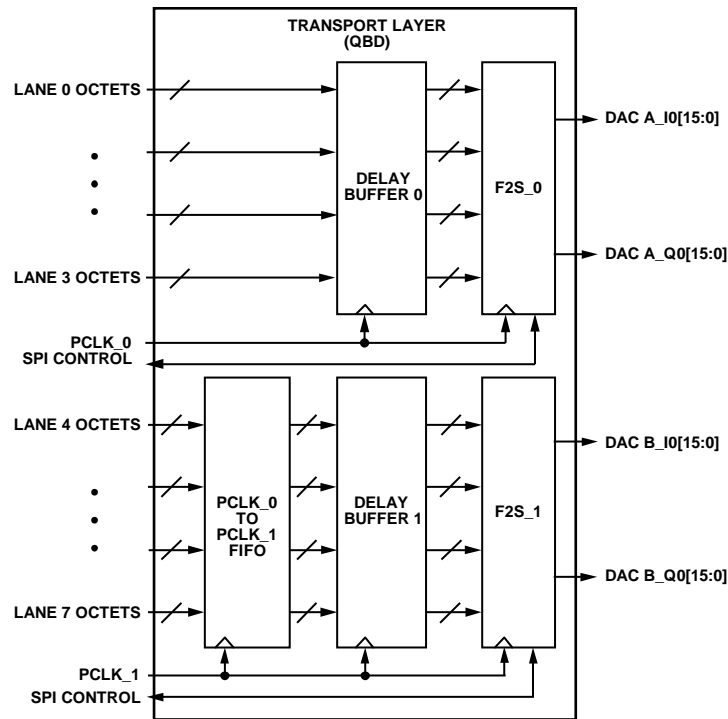 TRANSPORT LAYER
(QBD)
LANE 0 OCTETS
LANE 3 OCTETS
DELAY
BUFFER 0
F2S_0
DAC A_I0[15:0]
DAC A_Q0[15:0]
PCLK_0
SPI CONTROL
LANE 4 OCTETS
LANE 7 OCTETS
PCLK_0
TO
PCLK_1
FIFO
DELAY
BUFFER 1
F2S_1
DAC B_I0[15:0]
DAC B_Q0[15:0]
PCLK_1
SPI CONTROL